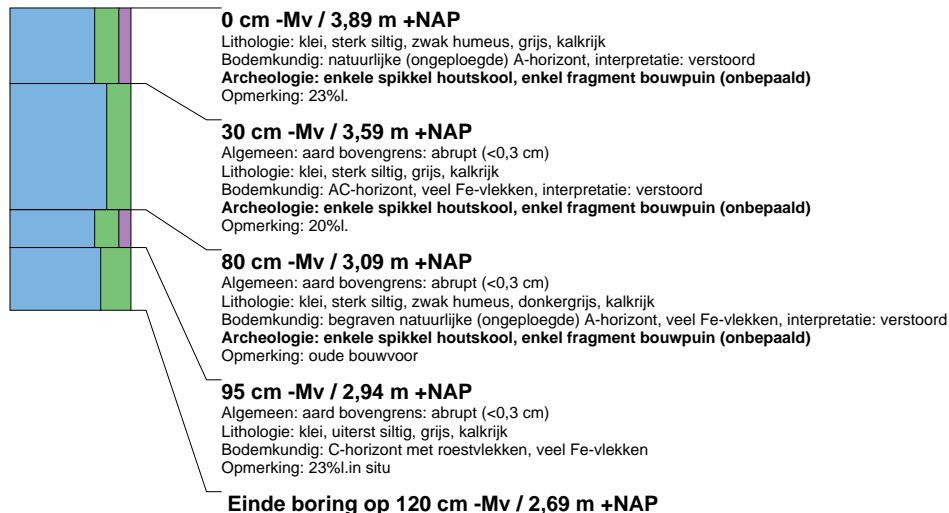 0 cm -Mv / 3,89 m +NAP
Lithologie: klei, sterk siltig, zwak humeus, grijs, kalkrijk
Bodemkundig: natuurlijke (ongeploegde) A-horizont, interpretatie: verstoord
Archeologie: enkele spikkel houtskool, enkel fragment bouwpuin (onbepaald)
Opmerking: 23%l.
30 cm -Mv / 3,59 m +NAP
Algemeen: aard bovengrens: abrupt (<0,3 cm)
Lithologie: klei, sterk siltig, grijs, kalkrijk
Bodemkundig: AC-horizont, veel Fe-vlekken, interpretatie: verstoord
Archeologie: enkele spikkel houtskool, enkel fragment bouwpuin (onbepaald)
Opmerking: 20%l.
80 cm -Mv / 3,09 m +NAP
Algemeen: aard bovengrens: abrupt (<0,3 cm)
Lithologie: klei, sterk siltig, zwak humeus, donkergrijs, kalkrijk
Bodemkundig: begraven natuurlijke (ongeploegde) A-horizont, veel Fe-vlekken, interpretatie: verstoord
Archeologie: enkele spikkel houtskool, enkel fragment bouwpuin (onbepaald)
Opmerking: oude bouwvoor
95 cm -Mv / 2,94 m +NAP
Algemeen: aard bovengrens: abrupt (<0,3 cm)
Lithologie: klei, uiterst siltig, grijs, kalkrijk
Bodemkundig: C-horizont met roestvlekken, veel Fe-vlekken
Opmerking: 23%l.in situ
Einde boring op 120 cm -Mv / 2,69 m +NAP